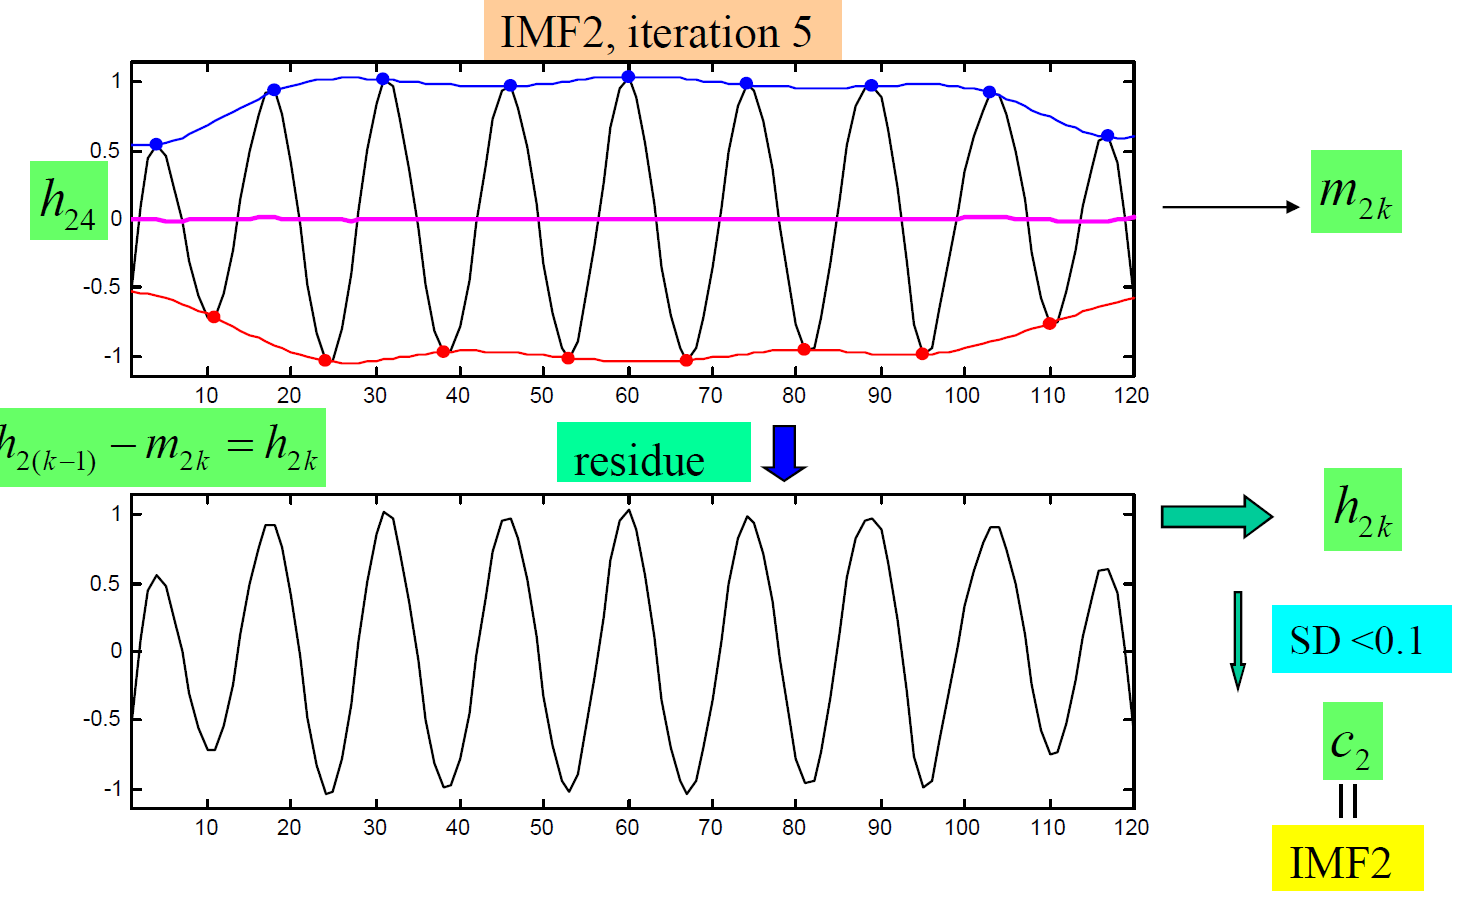 IMF2, iteration 5
1
0.5
0
-0.5
-1
h24
m2k
10 20 30 40 50 60 70 80 90 100 110 120
h2(k−1) − m2k = h2k
residue
1
0.5
0
-0.5
-1
h2k
SD <0.1
c2
=
IMF2
10 20 30 40 50 60 70 80 90 100 110 120